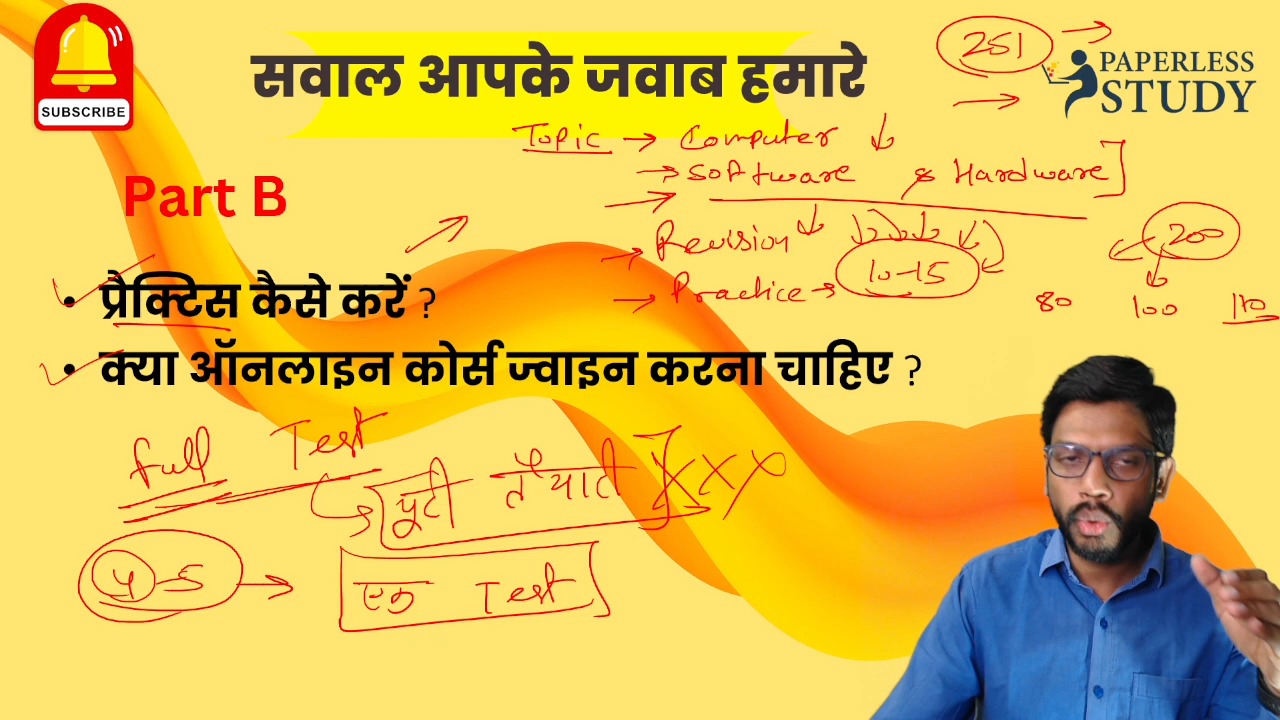 SUBSCRIBE
सवाल आपके जवाब हमारे
251 →
PAPERLESS
STUDY
Topic → Computer ↓
→ Software & Hardware ]
Part B
→ Revision ↓
→ Practice → 10-15
200
80 100 110
• प्रैक्टिस कैसे करें ?
• क्या ऑनलाइन कोर्स ज्वाइन करना चाहिए ?
full Test
पूरी तैयारी
4-5 → एक Test